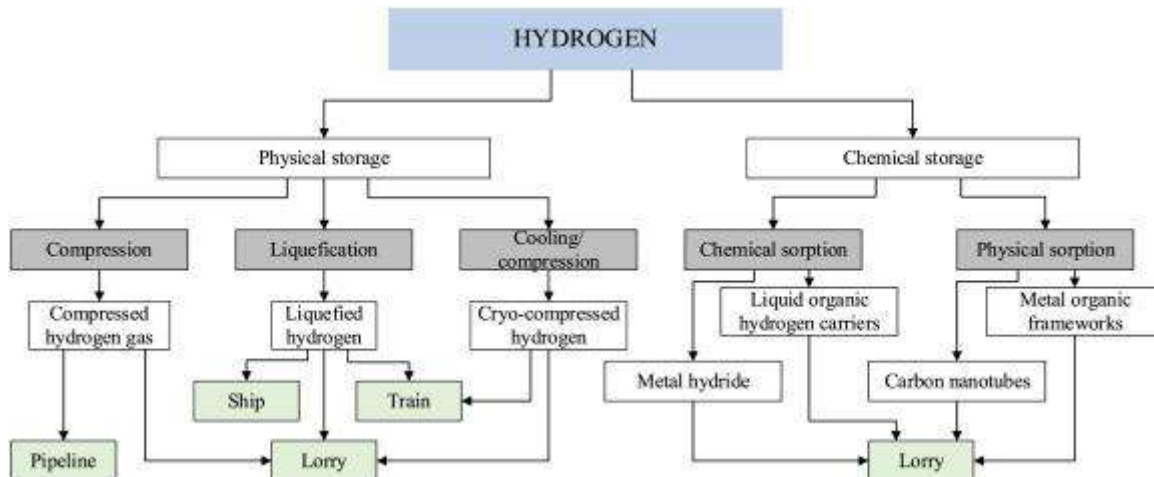 HYDROGEN
Physical storage
Chemical storage
Compression
Liquefication
Cooling/
compression
Chemical sorption
Physical sorption
Compressed
hydrogen gas
Liquefied
hydrogen
Cryo-compressed
hydrogen
Liquid organic
hydrogen carriers
Metal organic
frameworks
Metal hydride
Carbon nanotubes
Ship
Train
Pipeline
Lorry
Lorry